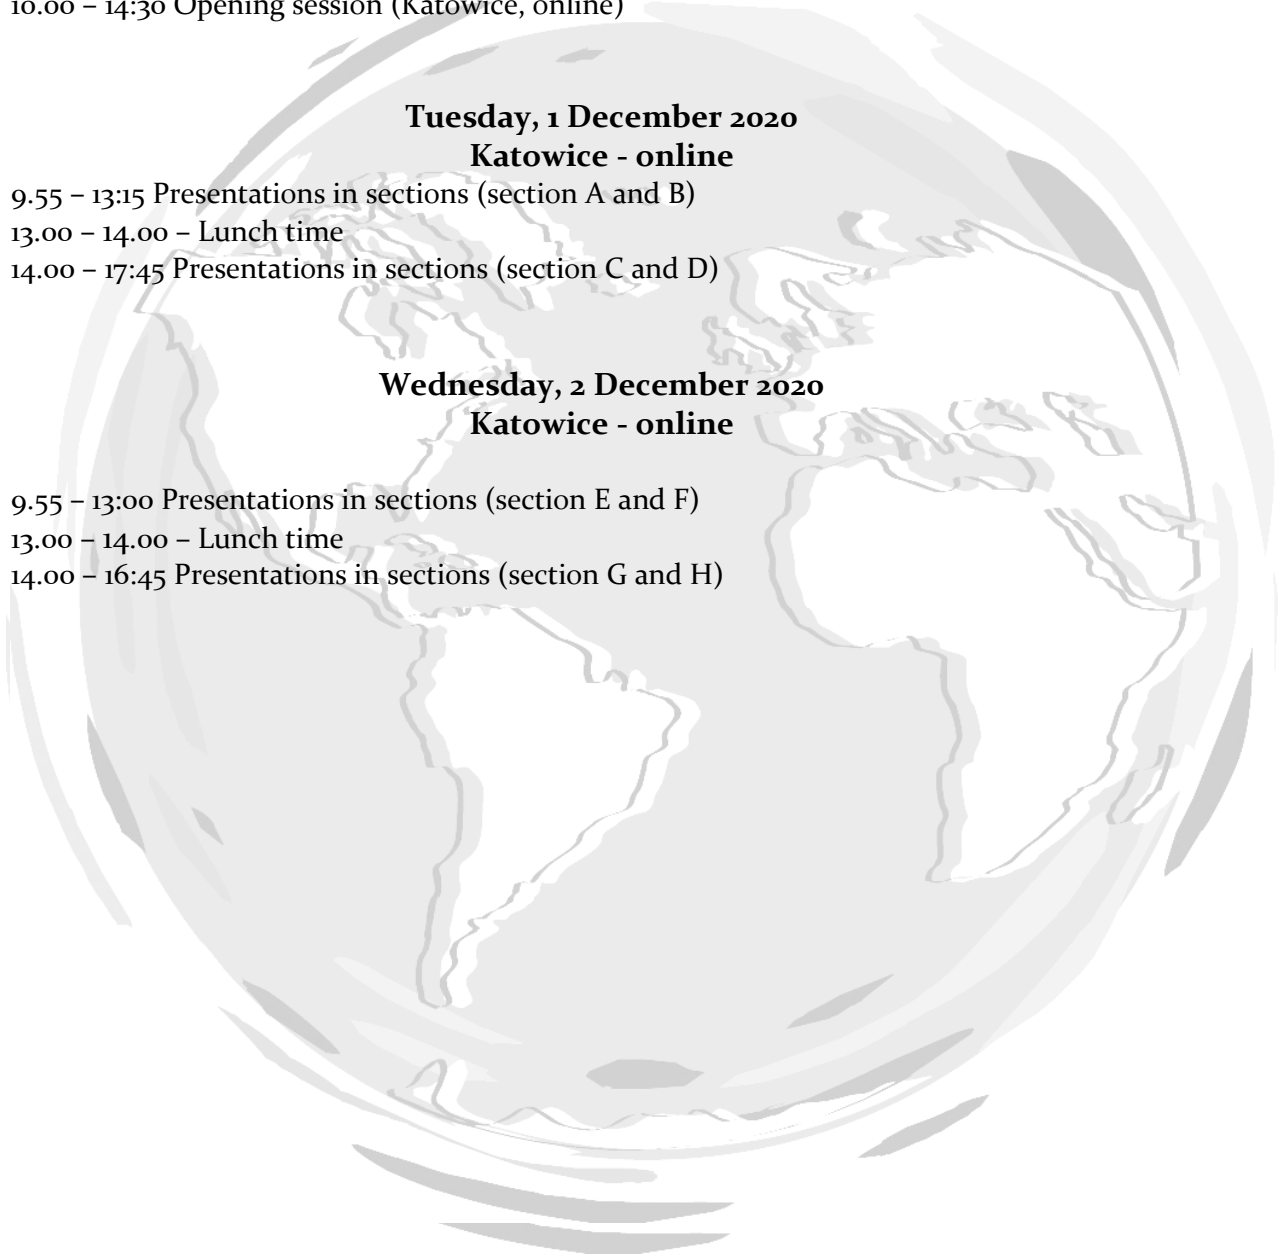 10.00 – 14:30 Opening session (Katowice, online)
Tuesday, 1 December 2020
Katowice - online
9.55 – 13:15 Presentations in sections (section A and B)
13.00 – 14.00 – Lunch time
14.00 – 17:45 Presentations in sections (section C and D)
Wednesday, 2 December 2020
Katowice - online
9.55 – 13:00 Presentations in sections (section E and F)
13.00 – 14.00 – Lunch time
14.00 – 16:45 Presentations in sections (section G and H)